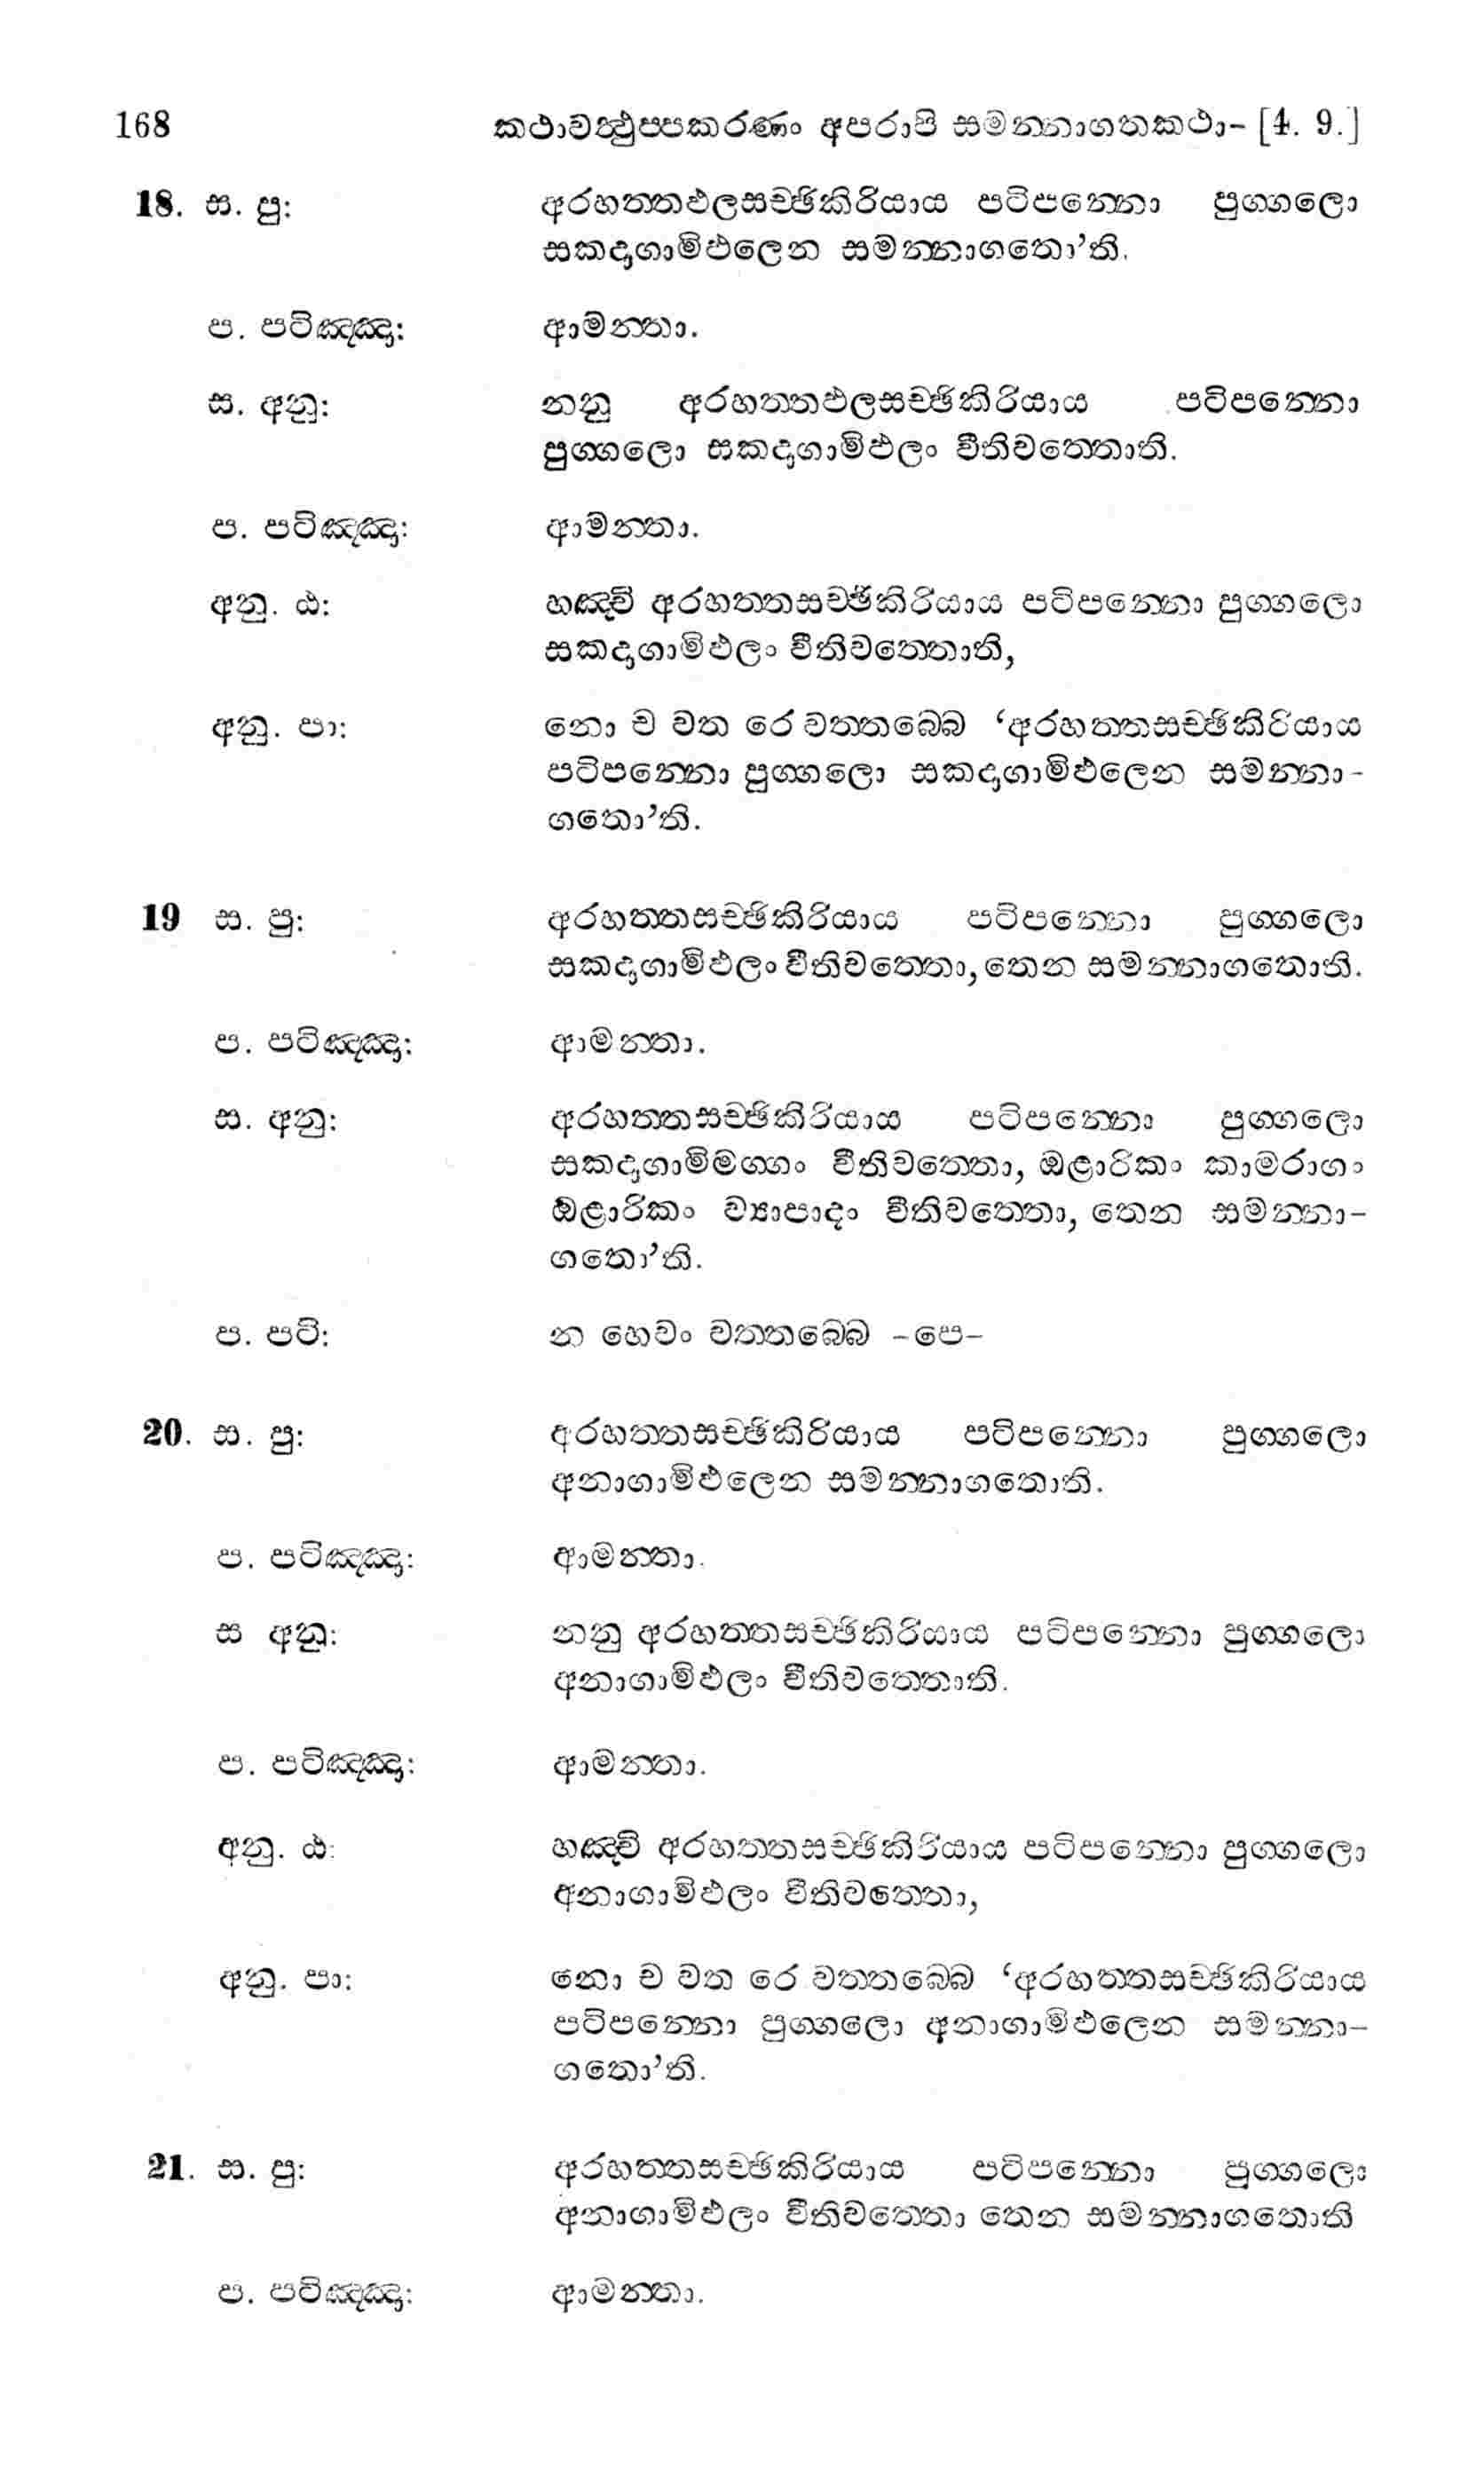 168 කථාවත්‍ථුප‍්පකරණං අපරාපි සමන‍්නාගතකථා- [4. 9.]
18. ස. පු: අරහත‍්තඵලසච‍්ඡිකිරියාය පටිපන‍්නො පුග‍්ගලො
සකදාගාමිඵලෙන සමන‍්නාගතො’ති.
ප. පටිඤ‍්ඤා: ආමන‍්තා.
ස. අනු: නනු අරහත‍්තඵලසච‍්ඡිකිරියාය පටිපන‍්නො
පුග‍්ගලො සකදාගාමිඵලං වීතිවත‍්තොති.
ප. පටිඤ‍්ඤා: ආමන‍්තා.
අනු. ඨ: හඤ‍්චි අරහත‍්තසච‍්ඡිකිරියාය පටිපන‍්නො පුග‍්ගලො
සකදාගාමිඵලං වීතිවත‍්තොති,
අනු. පා: නො ච වත රෙ වත‍්තබ‍්බෙ ‘අරහත‍්තසච‍්ඡිකිරියාය
පටිපන‍්නො පුග‍්ගලො සකදාගාමිඵලෙන සමන‍්නා-
ගතො’ති.
19 ස. පු: අරහත‍්තසච‍්ඡිකිරියාය පටිපන‍්නො පුග‍්ගලො
සකදාගාමිඵලං වීතිවත‍්තො, තෙන සමන‍්නාගතොති.
ප. පටිඤ‍්ඤා: ආමන‍්තා.
ස. අනු: අරහත‍්තසච‍්ඡිකිරියාය පටිපන‍්නො පුග‍්ගලො
සකදාගාමිමග‍්ගං වීතිවත‍්තො, ඔළාරිකං කාමරාගං
ඔළාරිකං ව්‍යාපාදං වීතිවත‍්තො, තෙන සමන‍්නා-
ගතො’ති.
ප. පටි: න හෙවං වත‍්තබ‍්බෙ -පෙ-
20. ස. පු: අරහත‍්තසච‍්ඡිකිරියාය පටිපන‍්නො පුග‍්ගලො
අනාගාමිඵලෙන සමන‍්නාගතොති.
ප. පටිඤ‍්ඤා: ආමන‍්තා.
ස අනු: නනු අරහත‍්තසච‍්ඡිකිරියාය පටිපන‍්නො පුග‍්ගලො
අනාගාමිඵලං වීතිවත‍්තොති.
ප. පටිඤ‍්ඤා: ආමන‍්තා.
අනු. ඨ: හඤ‍්චි අරහත‍්තසච‍්ඡිකිරියාය පටිපන‍්නො පුග‍්ගලො
අනාගාමිඵලං වීතිවත‍්තො,
අනු. පා: නො ච වත රෙ වත‍්තබ‍්බෙ ‘අරහත‍්තසච‍්ඡිකිරියාය
පටිපන‍්නො පුග‍්ගලො අනාගාමිඵලෙන සමන‍්නා-
ගතො’ති.
21. ස. පු: අරහත‍්තසච‍්ඡිකිරියාය පටිපන‍්නො පුග‍්ගලො
අනාගාමිඵලං වීතිවත‍්තො තෙන සමන‍්නාගතොති
ප. පටිඤ‍්ඤා: ආමන‍්තා.